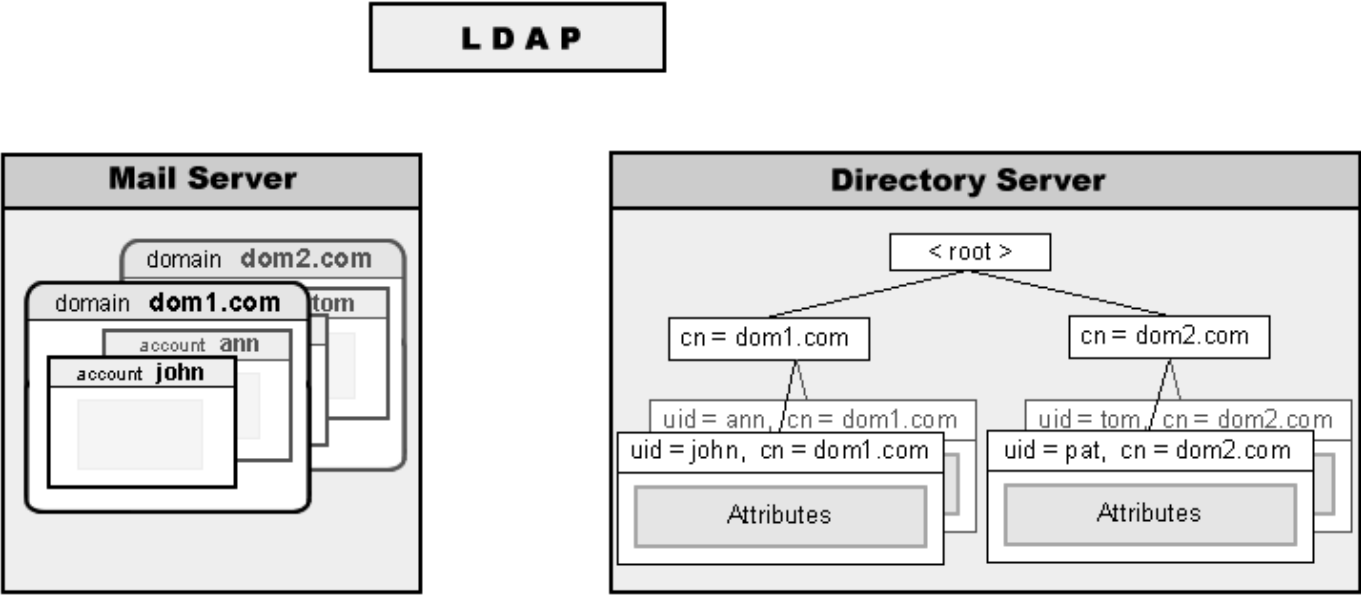 L D A P
Mail Server
domain dom2.com
domain dom1.com
tom
account ann
account john
Directory Server
< root >
cn = dom1.com
cn = dom2.com
uid = ann, cn = dom1.com
uid = tom, cn = dom2.com
uid = john, cn = dom1.com
uid = pat, cn = dom2.com
Attributes
Attributes